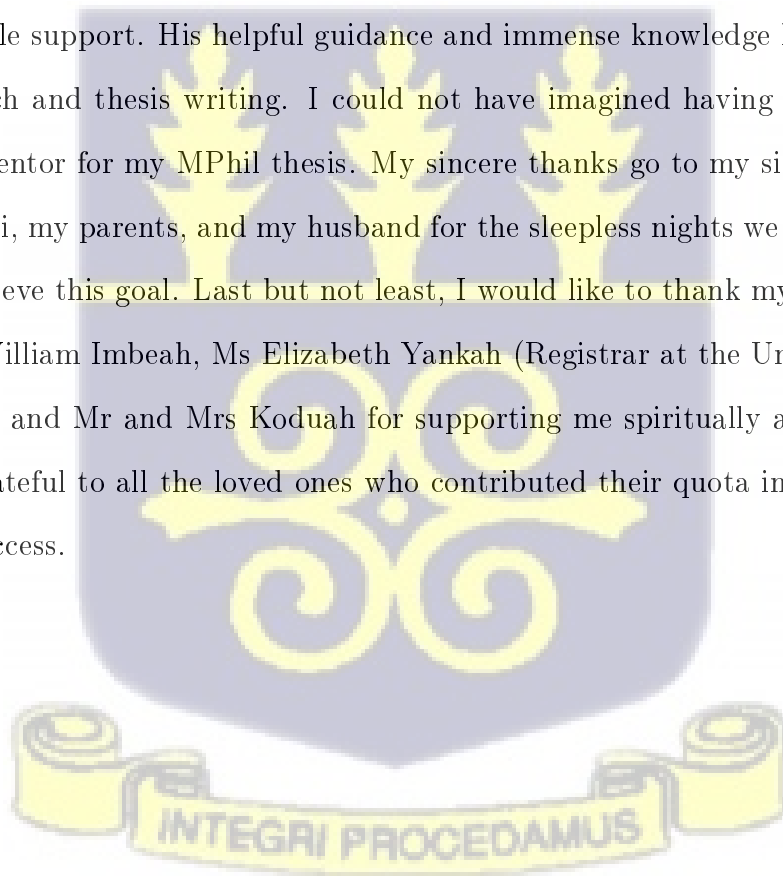 le support. His helpful guidance and immense knowledge
ch and thesis writing. I could not have imagined having
entor for my MPhil thesis. My sincere thanks go to my si
i, my parents, and my husband for the sleepless nights we
eve this goal. Last but not least, I would like to thank my
William Imbeah, Ms Elizabeth Yankah (Registrar at the Un
and Mr and Mrs Koduah for supporting me spiritually a
ateful to all the loved ones who contributed their quota in
ccess.
INTEGRI PROCEDAMUS